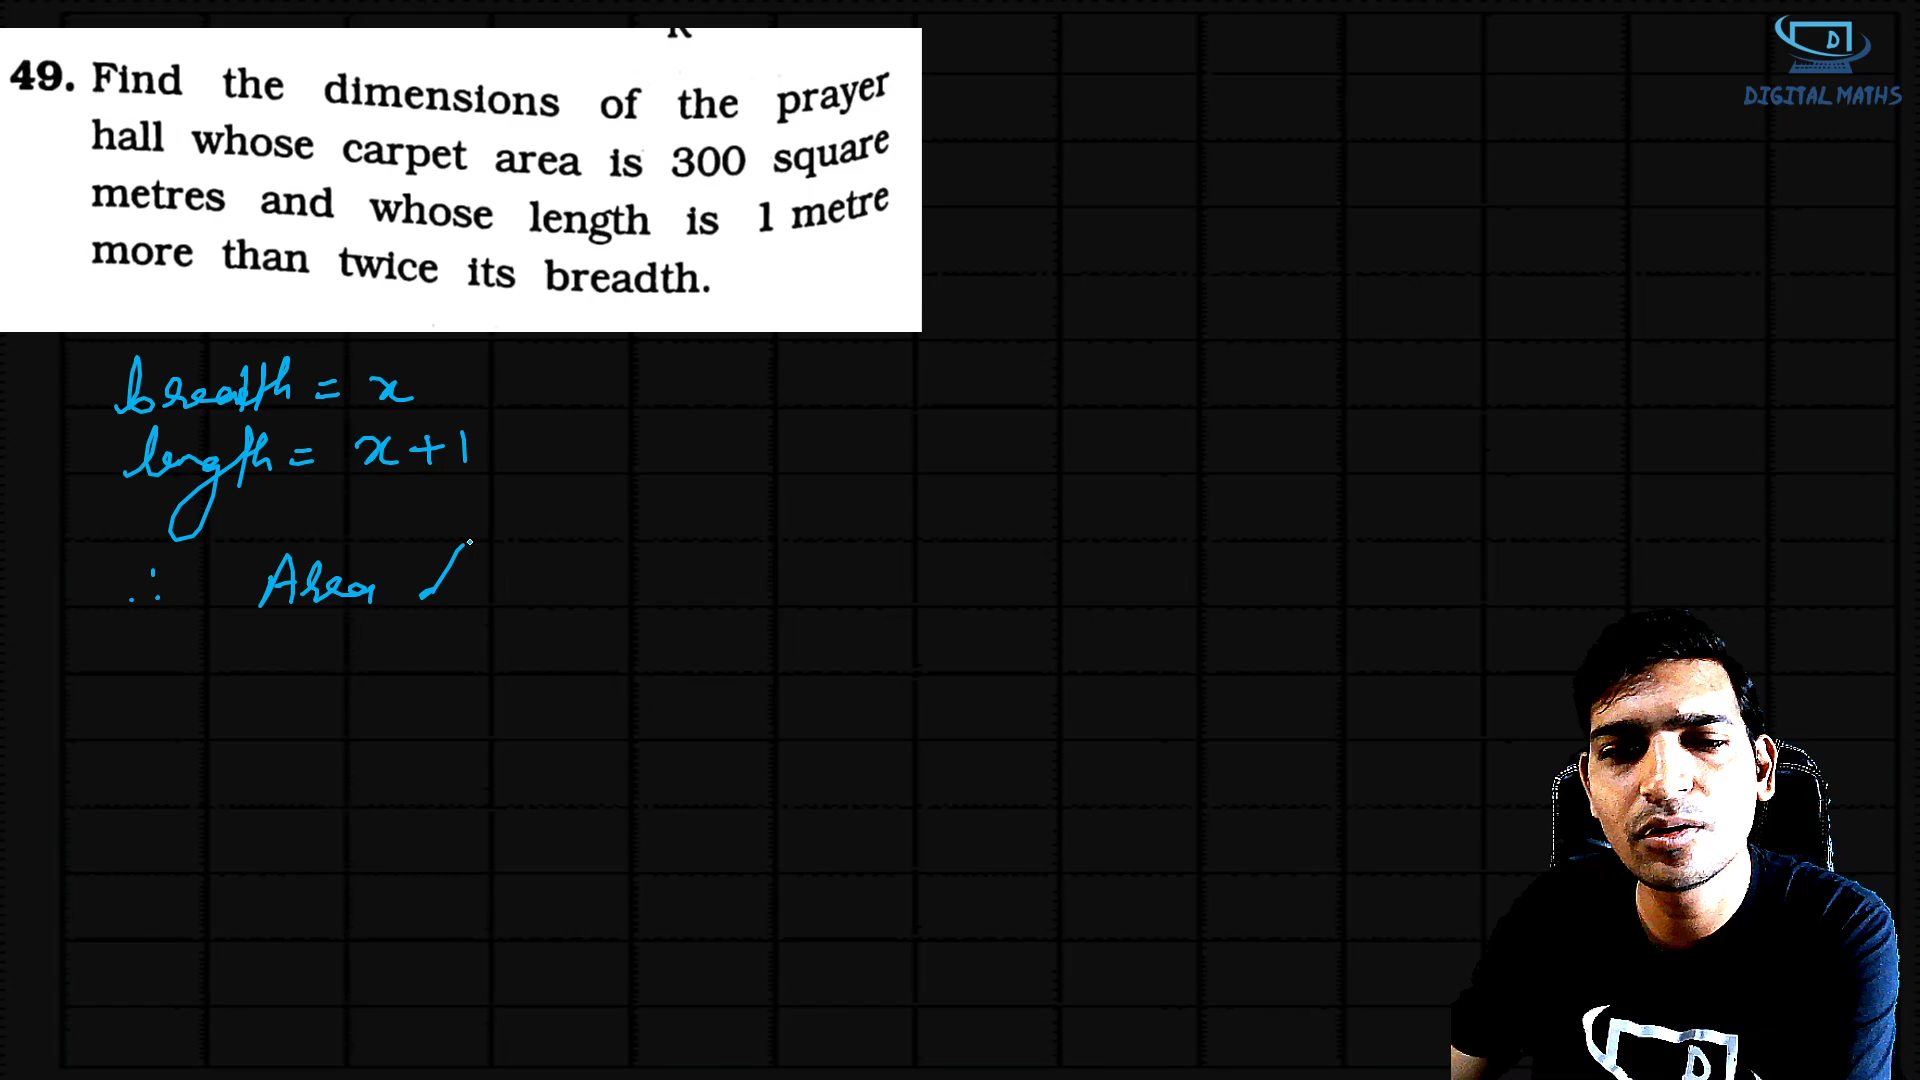 DIGITAL MATHS
49. Find the dimensions of the prayer
hall whose carpet area is 300 square
metres and whose length is 1 metre
more than twice its breadth.
breadth = x
length = x + 1
∴ Area
D
D